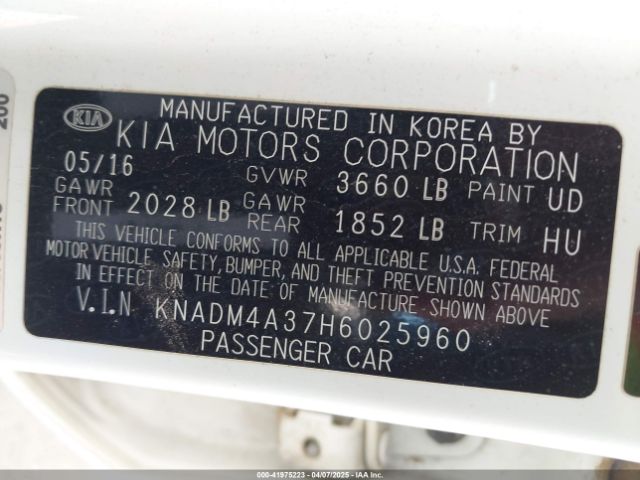 200
KIA
MANUFACTURED IN KOREA BY
KIA MOTORS CORPORATION
05/16 GVWR 3660 LB PAINT UD
GAWR FRONT 2028 LB GAWR REAR 1852 LB TRIM HU
THIS VEHICLE CONFORMS TO ALL APPLICABLE U.S.A. FEDERAL
MOTOR VEHICLE SAFETY, BUMPER, AND THEFT PREVENTION STANDARDS
IN EFFECT ON THE DATE OF MANUFACTURE SHOWN ABOVE
V.I.N KNADM4A37H6025960
PASSENGER CAR
000-41975223 - 04/07/2025 - IAAI.COM